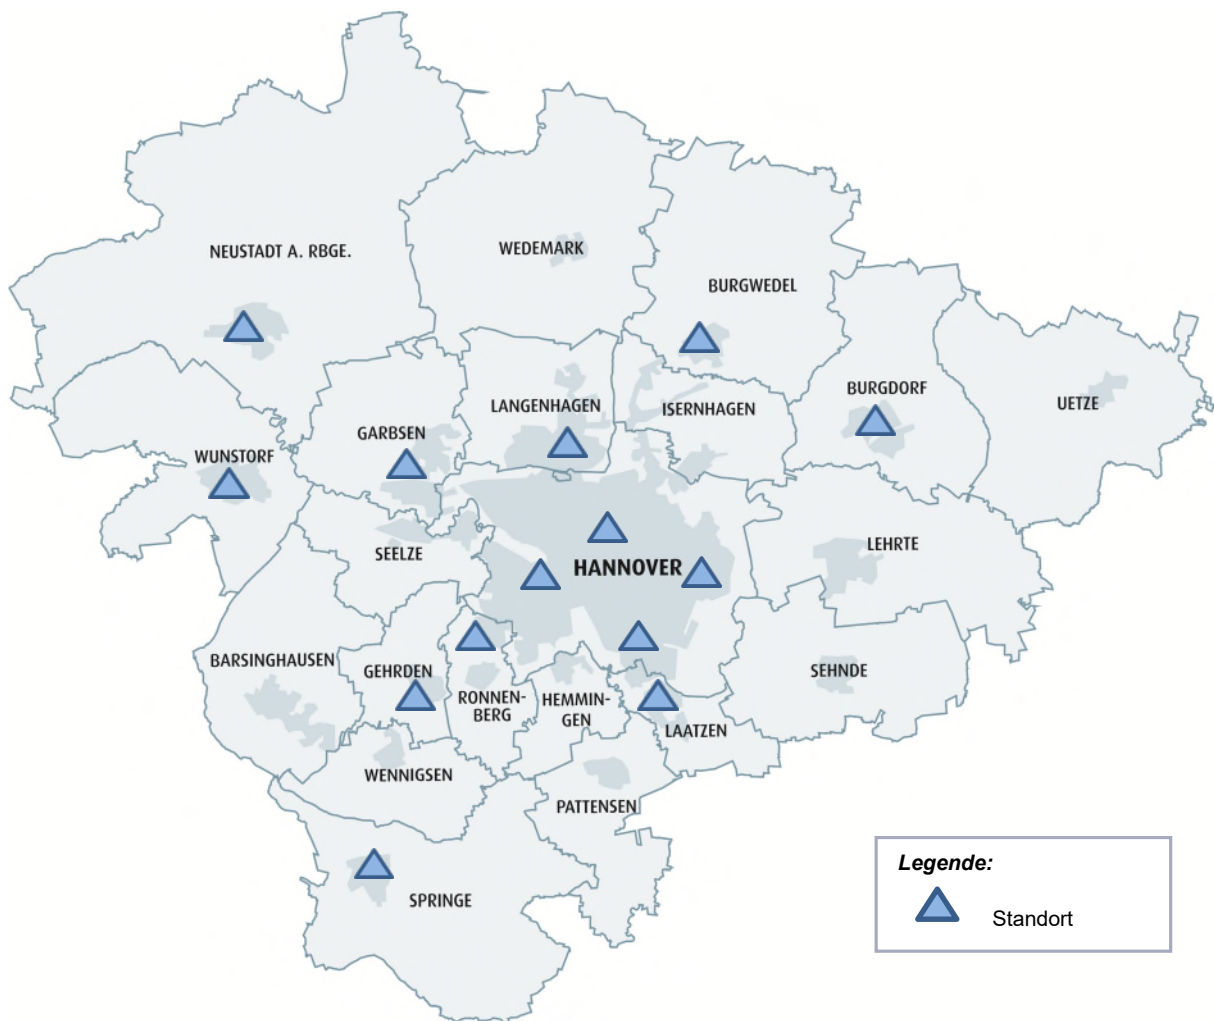 NEUSTADT A. RBGE.
WEDEMARK
BURGWEDEL
BURGDORF
UETZE
LANGENHAGEN
ISERNHAGEN
GARBSEN
WUNSTORF
SEELZE
HANNOVER
LEHRTE
BARSINGHAUSEN
GEHRDEN
RONNEN-
BERG
HEMMIN-
GEN
LAATZEN
SEHNDE
WENNIGSEN
PATTENSEN
SPRINGE
Legende:
Standort